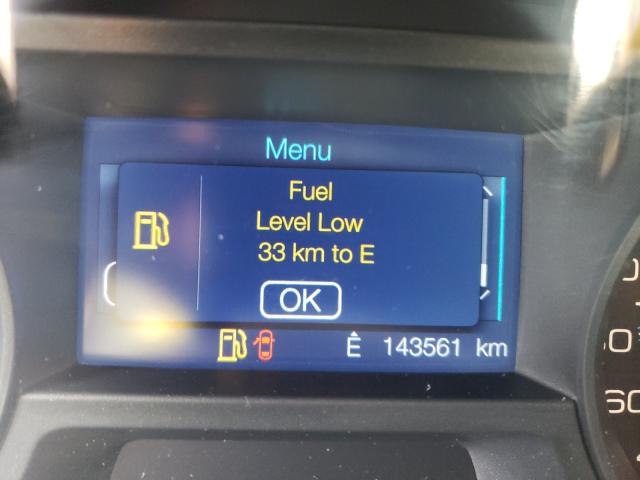 Menu
Fuel
Level Low
33 km to E
OK
Ê 143561 km